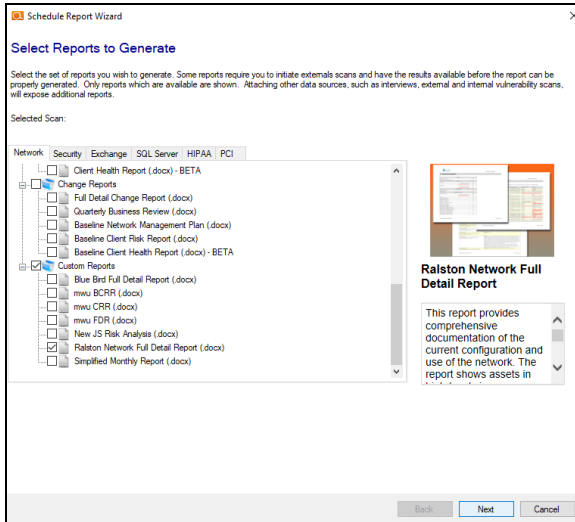 Schedule Report Wizard
Select Reports to Generate
Select the set of reports you wish to generate. Some reports require you to initiate externals scans and have the results available before the report can be
properly generated. Only reports which are available are shown. Attaching other data sources, such as interviews, external and internal vulnerability scans,
will expose additional reports.
Selected Scan:
Network Security Exchange SQL Server HIPAA PCI
Client Health Report (.docx) - BETA
Change Reports
Full Detail Change Report (.docx)
Quarterly Business Review (.docx)
Baseline Network Management Plan (.docx)
Baseline Client Risk Report (.docx)
Baseline Client Health Report (.docx) - BETA
Custom Reports
Blue Bird Full Detail Report (.docx)
mwu BCRR (.docx)
mwu CRR (.docx)
mwu FDR (.docx)
New JS Risk Analysis (.docx)
Ralston Network Full Detail Report (.docx)
Simplified Monthly Report (.docx)
Ralston Network Full
Detail Report
This report provides
comprehensive
documentation of the
current configuration and
use of the network. The
report shows assets in
Back Next Cancel